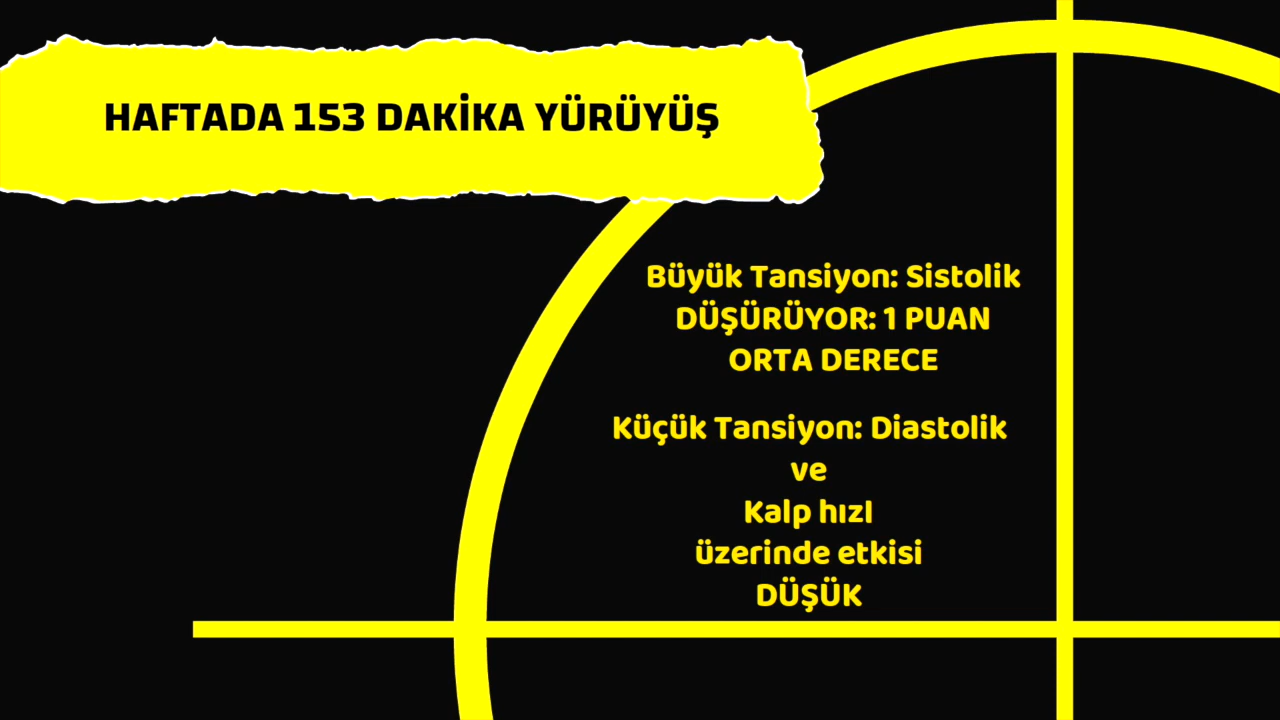 HAFTADA 153 DAKİKA YÜRÜYÜŞ
Büyük Tansiyon: Sistolik
DÜŞÜRÜYOR: 1 PUAN
ORTA DERECE
Küçük Tansiyon: Diastolik
ve
Kalp hızI
üzerinde etkisi
DÜŞÜK